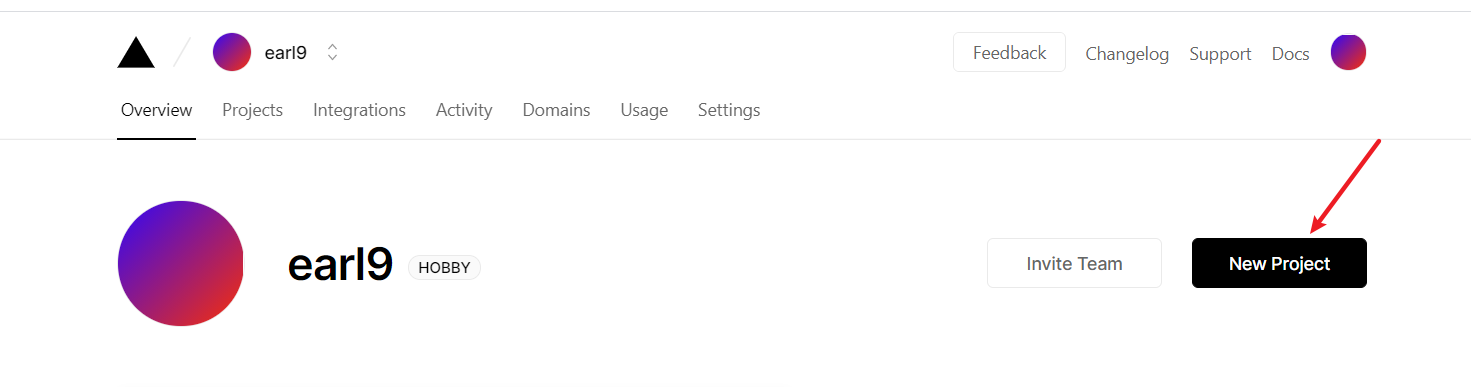 earl9 Feedback Changelog Support Docs
Overview Projects Integrations Activity Domains Usage Settings
earl9 HOBBY Invite Team New Project